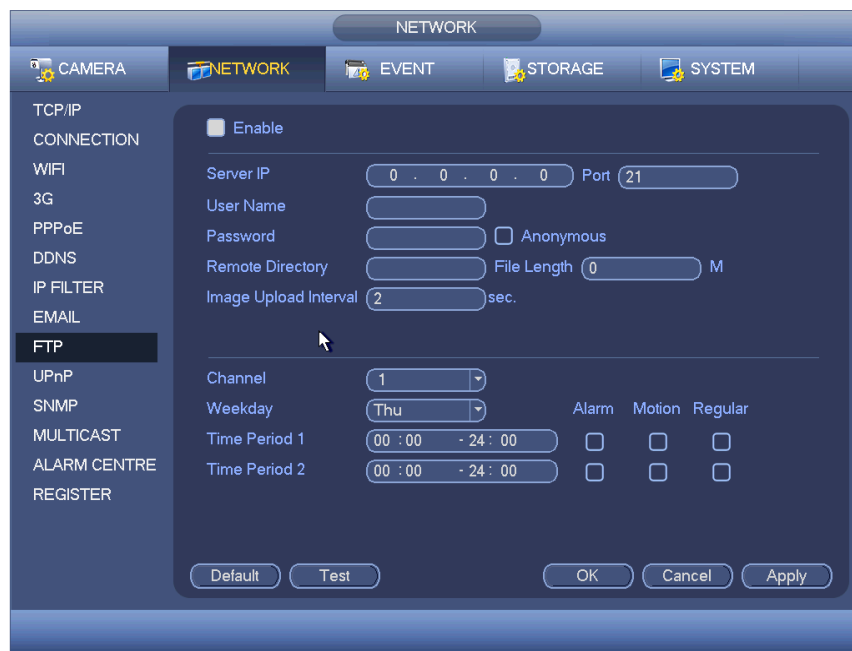 NETWORK
CAMERA NETWORK EVENT STORAGE SYSTEM
TCP/IP
CONNECTION
WIFI
3G
PPPoE
DDNS
IP FILTER
EMAIL
FTP
UPnP
SNMP
MULTICAST
ALARM CENTRE
REGISTER
Enable
Server IP 0 . 0 . 0 . 0 Port 21
User Name
Password Anonymous
Remote Directory File Length 0 M
Image Upload Interval 2 sec.
Channel 1
Weekday Thu Alarm Motion Regular
Time Period 1 00 :00 - 24 : 00
Time Period 2 00 :00 - 24 : 00
Default Test OK Cancel Apply